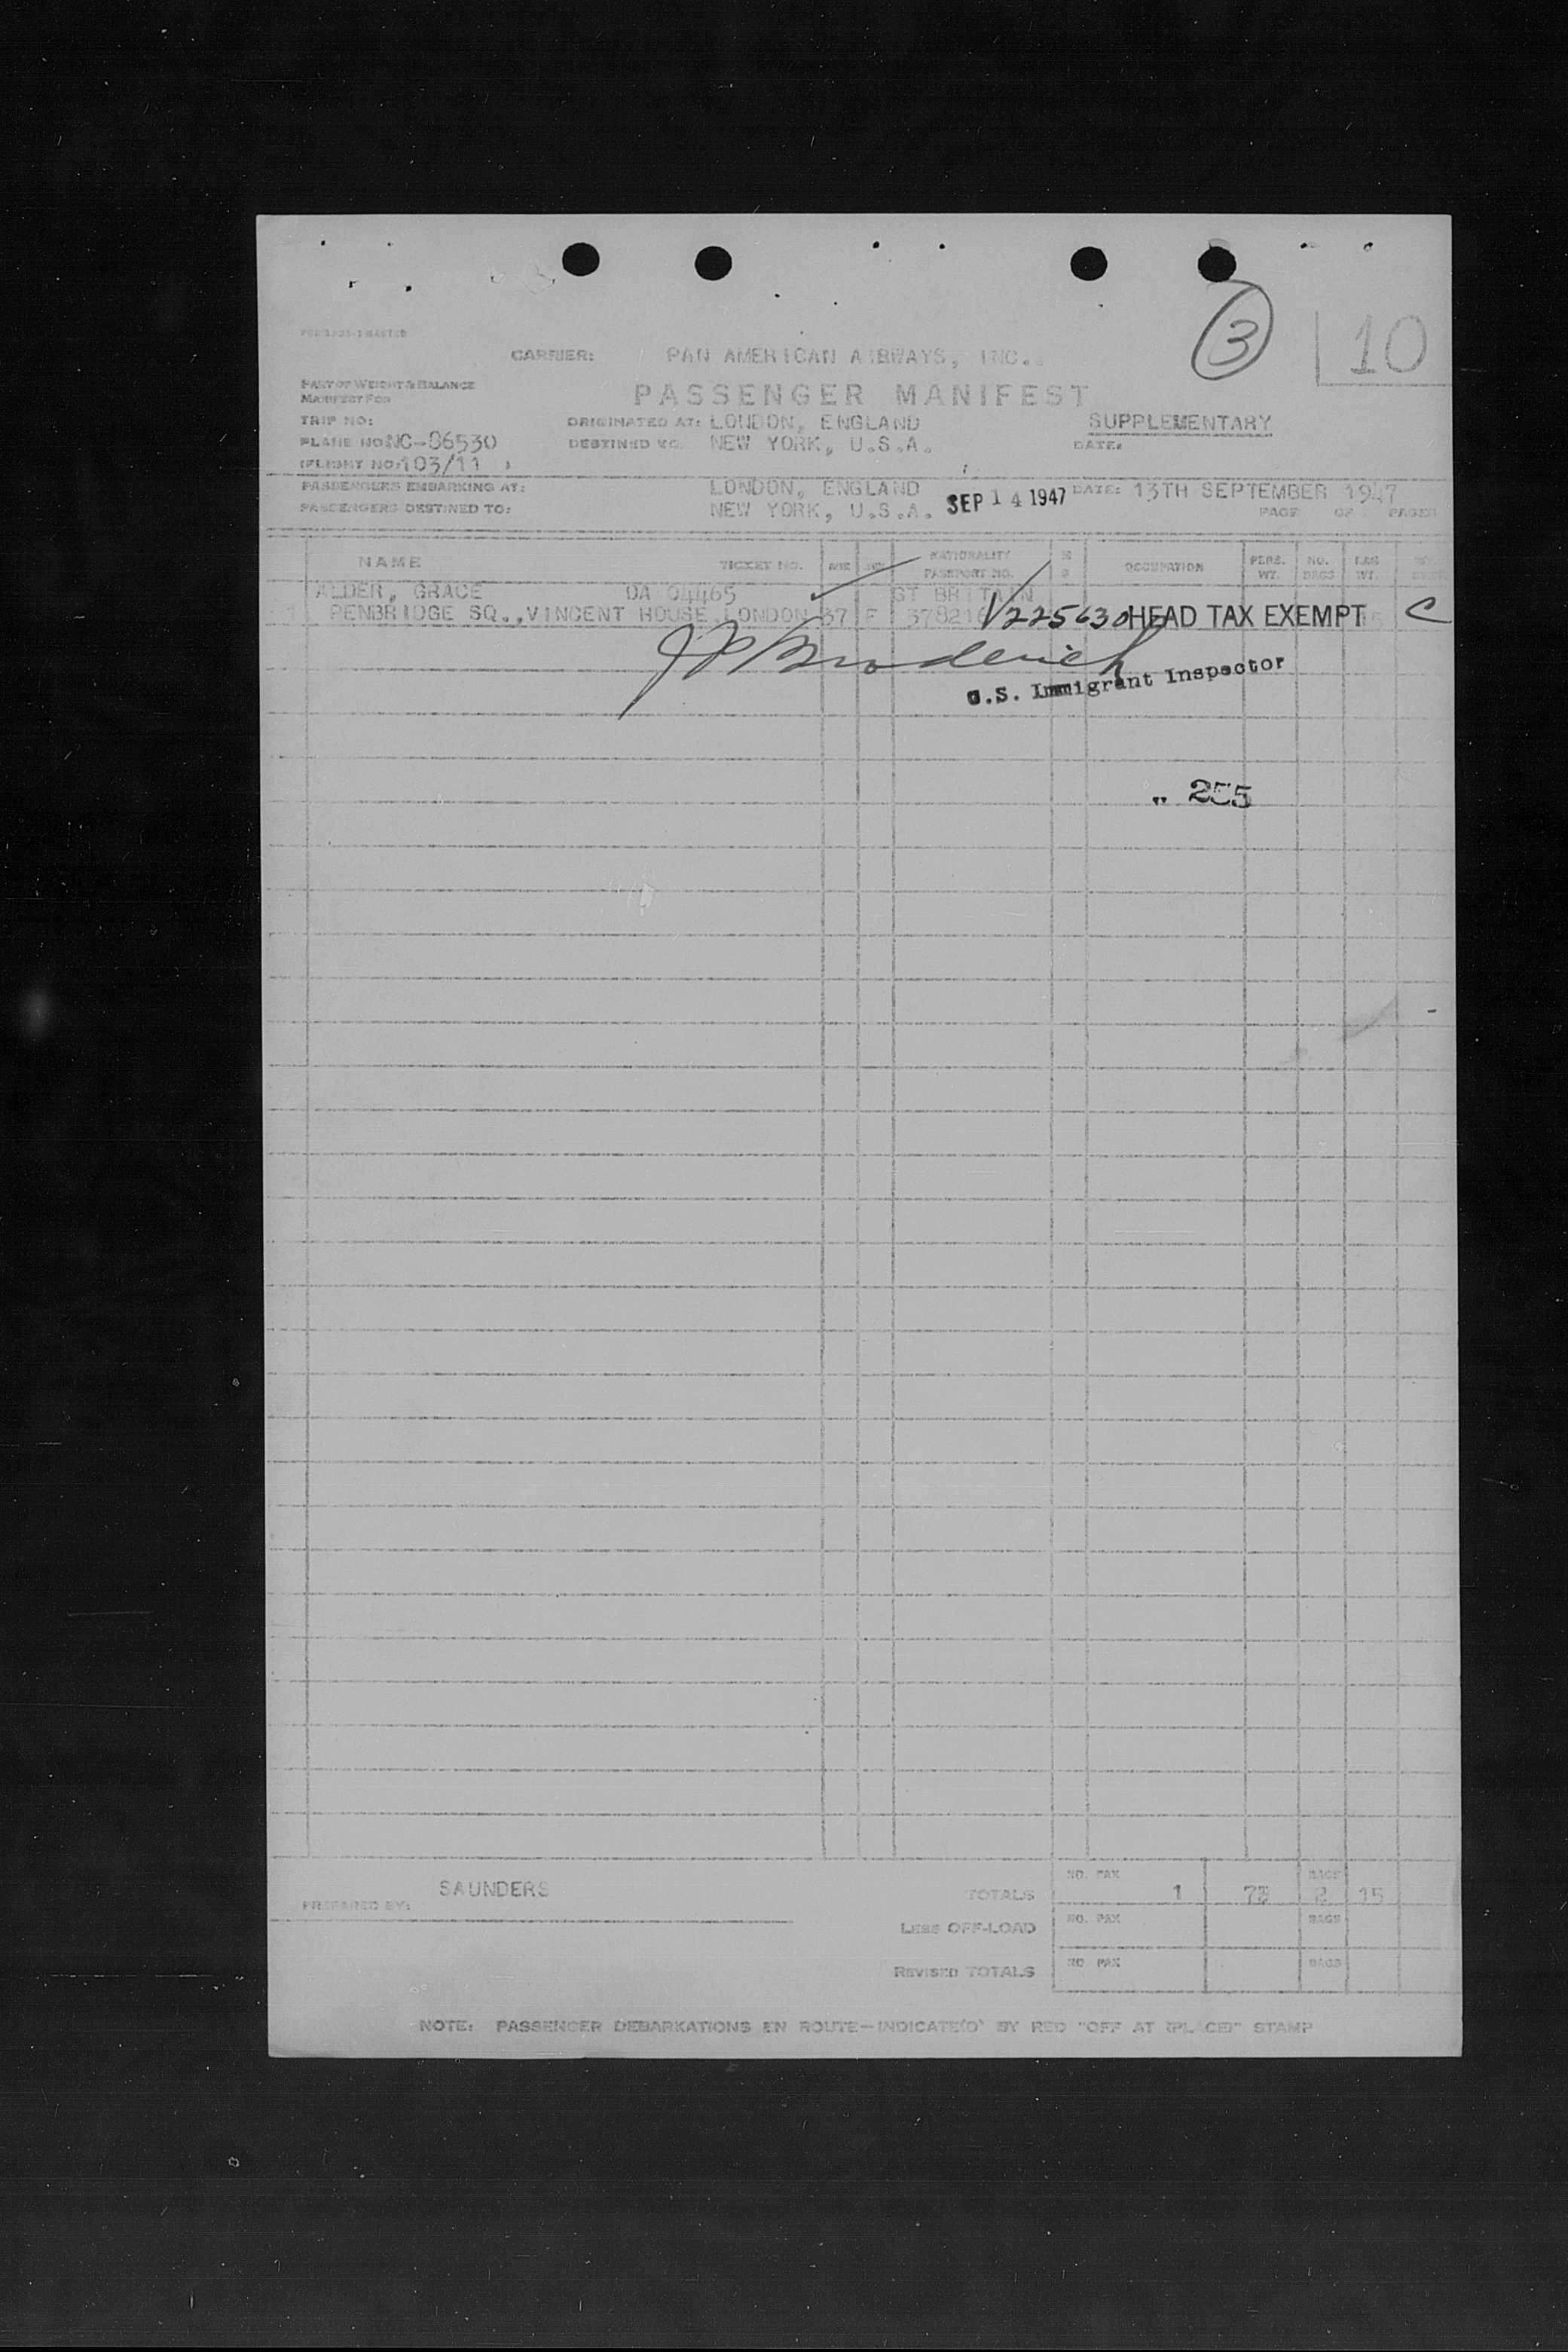 3
10
CARRIER: PAN AMERICAN AIRWAYS, INC.
PART OF WEIGHT & BALANCE
MANIFEST FOR
PASSENGER MANIFEST
TRIP NO:
ORIGINATED AT: LONDON, ENGLAND
SUPPLEMENTARY
PLANE NO: NC-86530
DESTINED TO: NEW YORK, U.S.A.
DATE:
(FLIGHT NO: 103/11 )
PASSENGERS EMBARKING AT: LONDON, ENGLAND
SEP 14 1947
DATE: 13TH SEPTEMBER 1947
PASSENGERS DESTINED TO: NEW YORK, U.S.A.
PAGE OF PAGES
NAME TICKET NO. AGE SEX NATIONALITY PASSPORT NO. OCCUPATION PERS. WT. NO. BAGS BAG WT.
ALDER, GRACE OA 04465 GT BRITAIN
1 PENBRIDGE SQ.,VINCENT HOUSE LONDON 37 F V225630 HEAD TAX EXEMPT C
J P Broderick
U.S. Immigrant Inspector
255
PREPARED BY: SAUNDERS
TOTALS NO. PAX 1 BAGS 2 15
LESS OFF-LOAD NO. PAX BAGS
REVISED TOTALS NO PAX BAGS
NOTE: PASSENGER DEBARKATIONS EN ROUTE—INDICATE(D) BY RED "OFF AT (PLACE)" STAMP